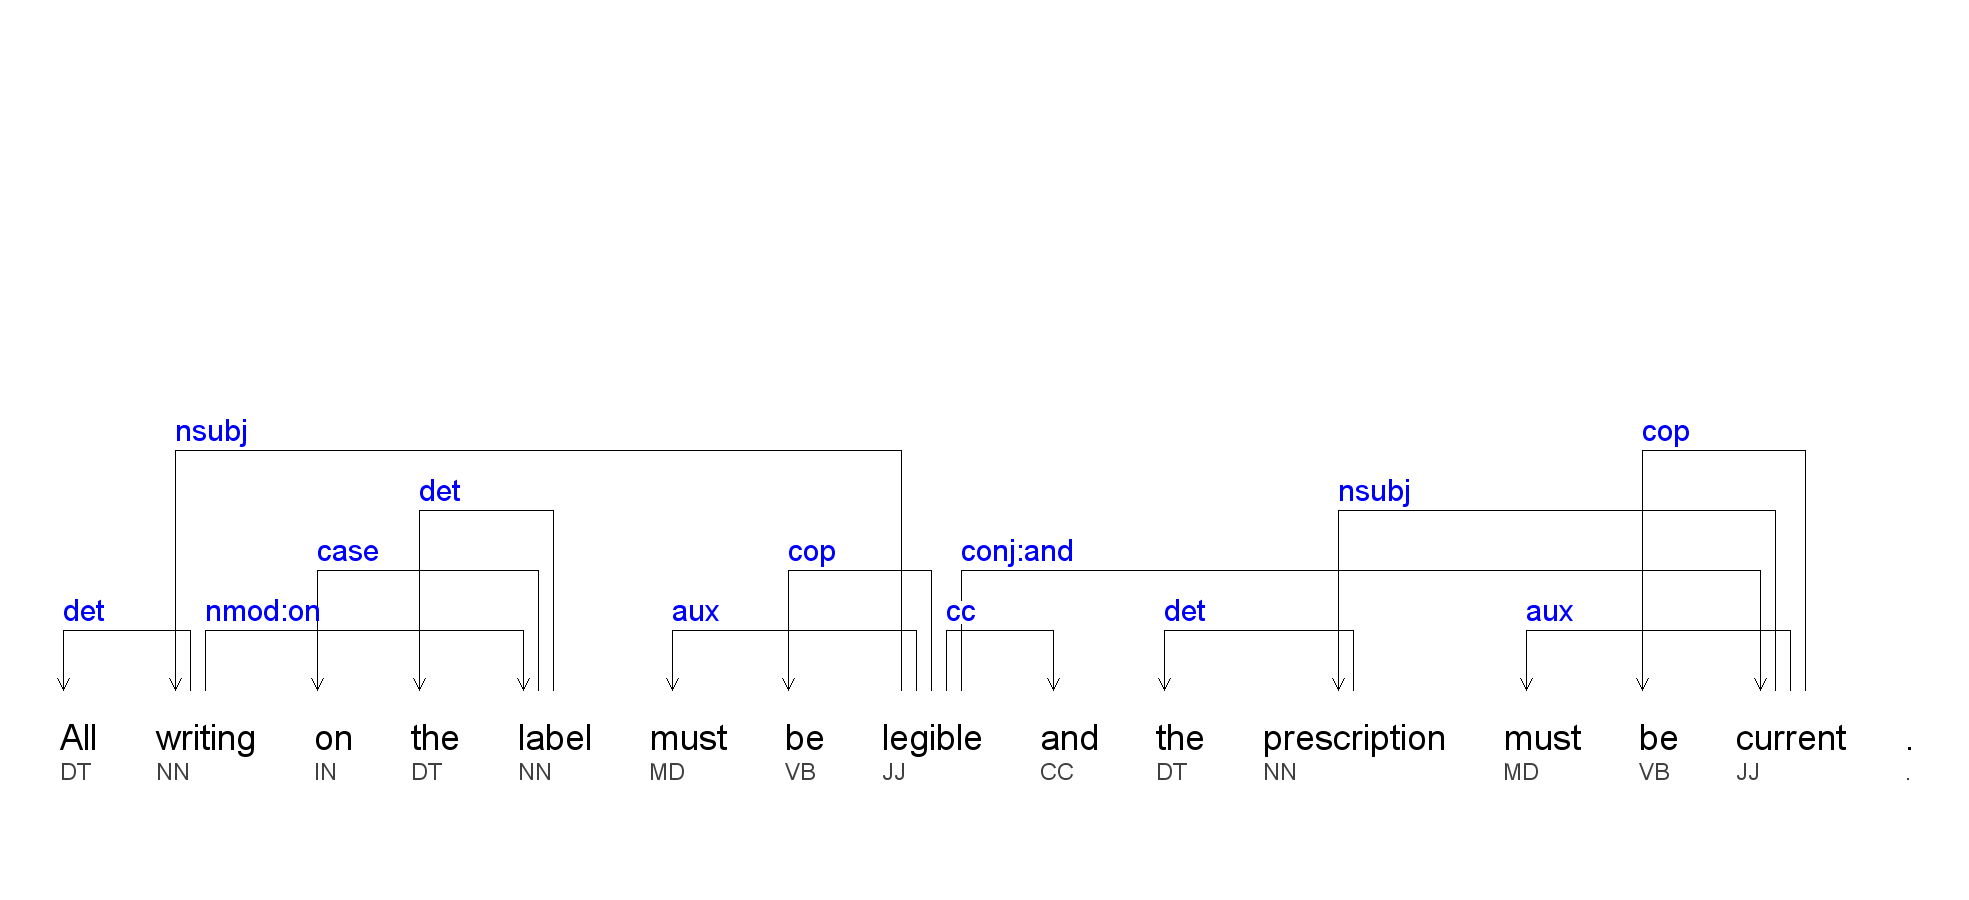 nsubj cop
det nsubj
case cop conj:and
det nmod:on aux cc det aux
All writing on the label must be legible and the prescription must be current .
DT NN IN DT NN MD VB JJ CC DT NN MD VB JJ .